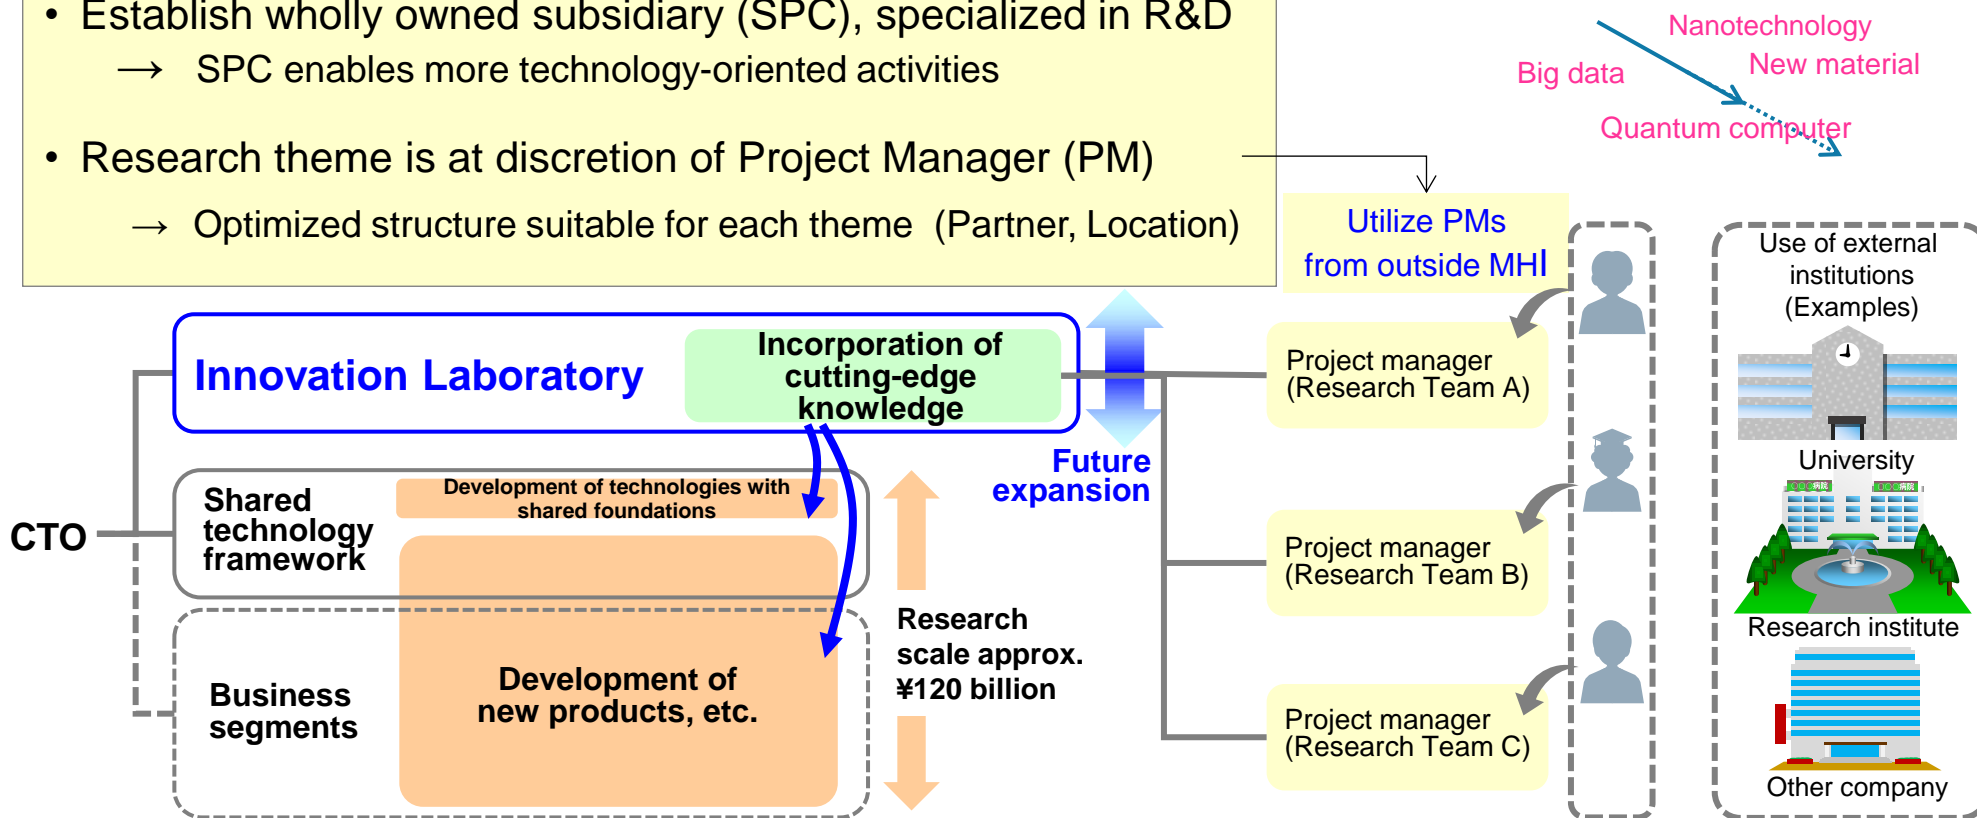 • Establish wholly owned subsidiary (SPC), specialized in R&D
→ SPC enables more technology-oriented activities
• Research theme is at discretion of Project Manager (PM)
→ Optimized structure suitable for each theme (Partner, Location)
Nanotechnology
Big data
New material
Quantum computer
Utilize PMs
from outside MHI
Use of external
institutions
(Examples)
University
Research institute
Other company
Innovation Laboratory
Incorporation of
cutting-edge
knowledge
Future
expansion
CTO
Shared
technology
framework
Development of technologies with
shared foundations
Business
segments
Development of
new products, etc.
Research
scale approx.
¥120 billion
Project manager
(Research Team A)
Project manager
(Research Team B)
Project manager
(Research Team C)